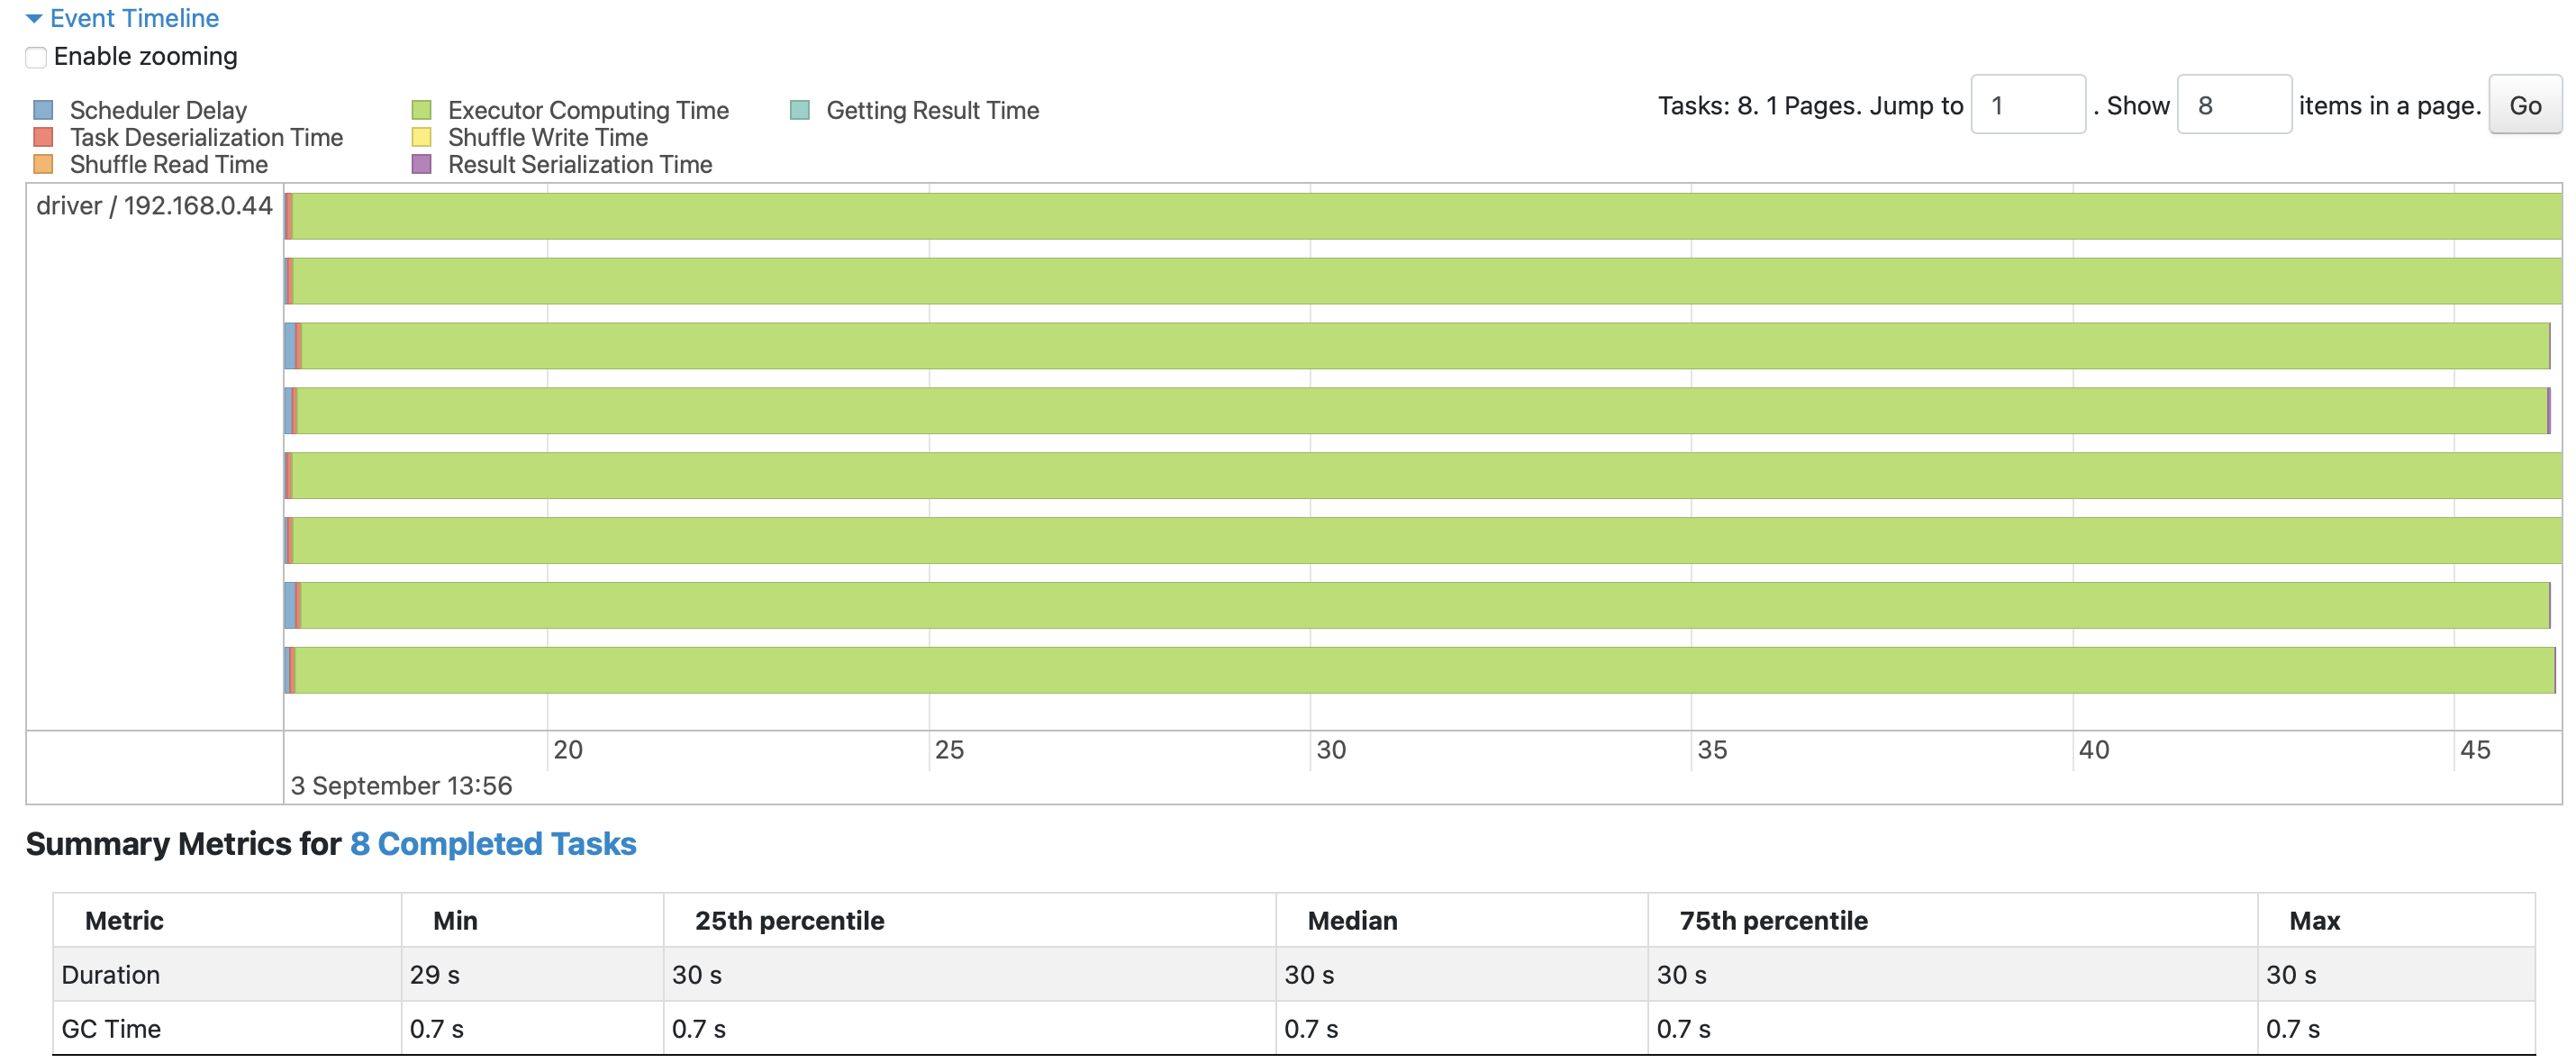 Event Timeline
Enable zooming
Tasks: 8. 1 Pages. Jump to 1 . Show 8 items in a page. Go
Scheduler Delay Executor Computing Time Getting Result Time
Task Deserialization Time Shuffle Write Time
Shuffle Read Time Result Serialization Time
driver / 192.168.0.44
20 25 30 35 40 45
3 September 13:56
Summary Metrics for 8 Completed Tasks
Metric Min 25th percentile Median 75th percentile Max
Duration 29 s 30 s 30 s 30 s 30 s
GC Time 0.7 s 0.7 s 0.7 s 0.7 s 0.7 s